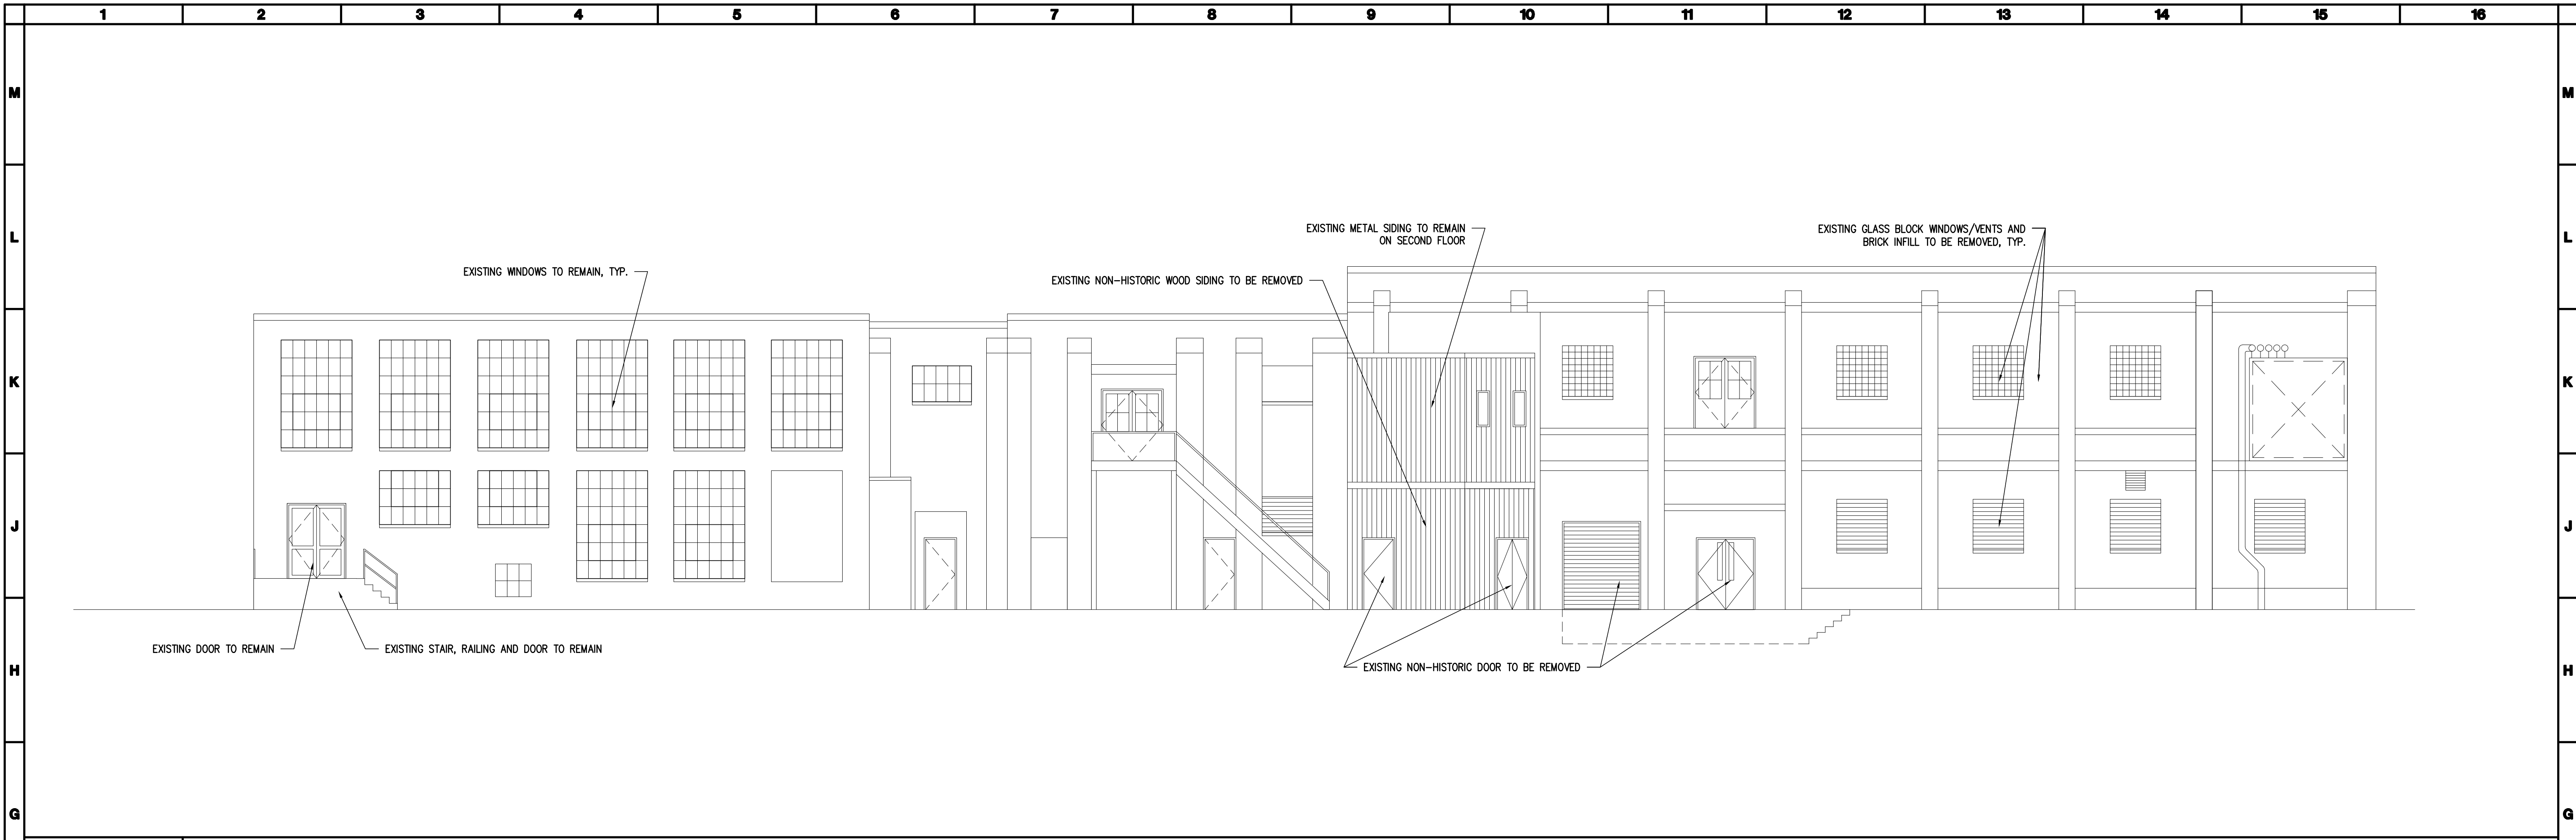 1 2 3 4 5 6 7 8 9 10 11 12 13 14 15 16
M M
L L
EXISTING METAL SIDING TO REMAIN
ON SECOND FLOOR
EXISTING GLASS BLOCK WINDOWS/VENTS AND
BRICK INFILL TO BE REMOVED, TYP.
EXISTING WINDOWS TO REMAIN, TYP.
EXISTING NON-HISTORIC WOOD SIDING TO BE REMOVED
K K
J J
EXISTING DOOR TO REMAIN
EXISTING STAIR, RAILING AND DOOR TO REMAIN
EXISTING NON-HISTORIC DOOR TO BE REMOVED
H H
G G